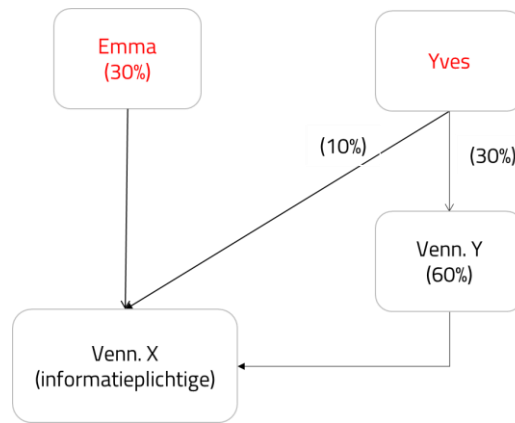 Emma
(30%)
Yves
(10%)
(30%)
Venn. Y
(60%)
Venn. X
(informatieplichtige)